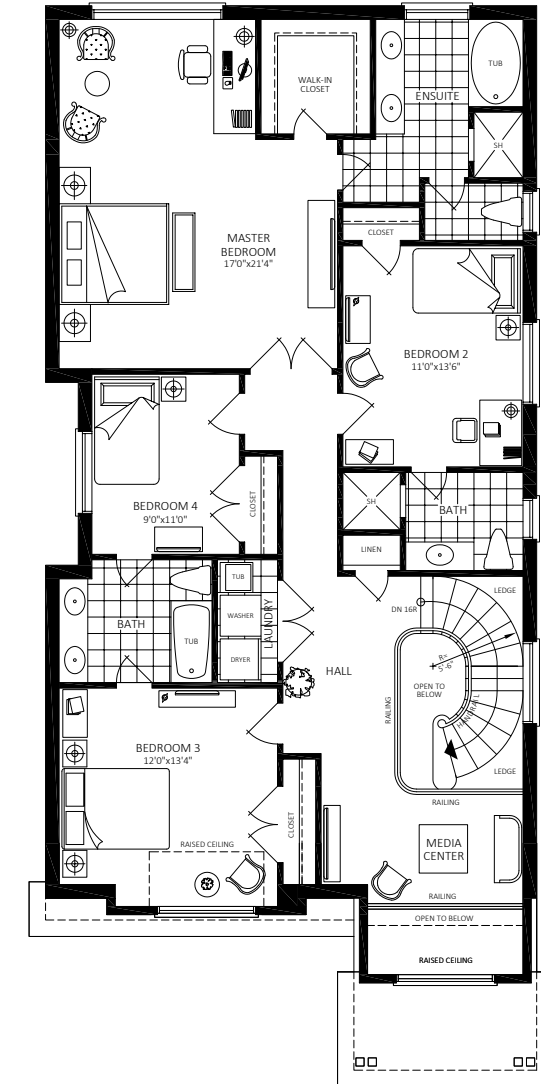 WALK-IN
CLOSET
ENSUITE
TUB
SH
CLOSET
MASTER
BEDROOM
17'0"x21'4"
BEDROOM 2
11'0"x13'6"
BEDROOM 4
9'0"x11'0"
CLOSET
SH
BATH
LINEN
TUB
WASHER
DRYER
LAUNDRY
BATH
TUB
DN 16R
LEDGE
R=
5'-6"
OPEN TO
BELOW
HANDRAIL
RAILING
HALL
LEDGE
RAILING
BEDROOM 3
12'0"x13'4"
CLOSET
RAISED CEILING
MEDIA
CENTER
RAILING
OPEN TO BELOW
RAISED CEILING